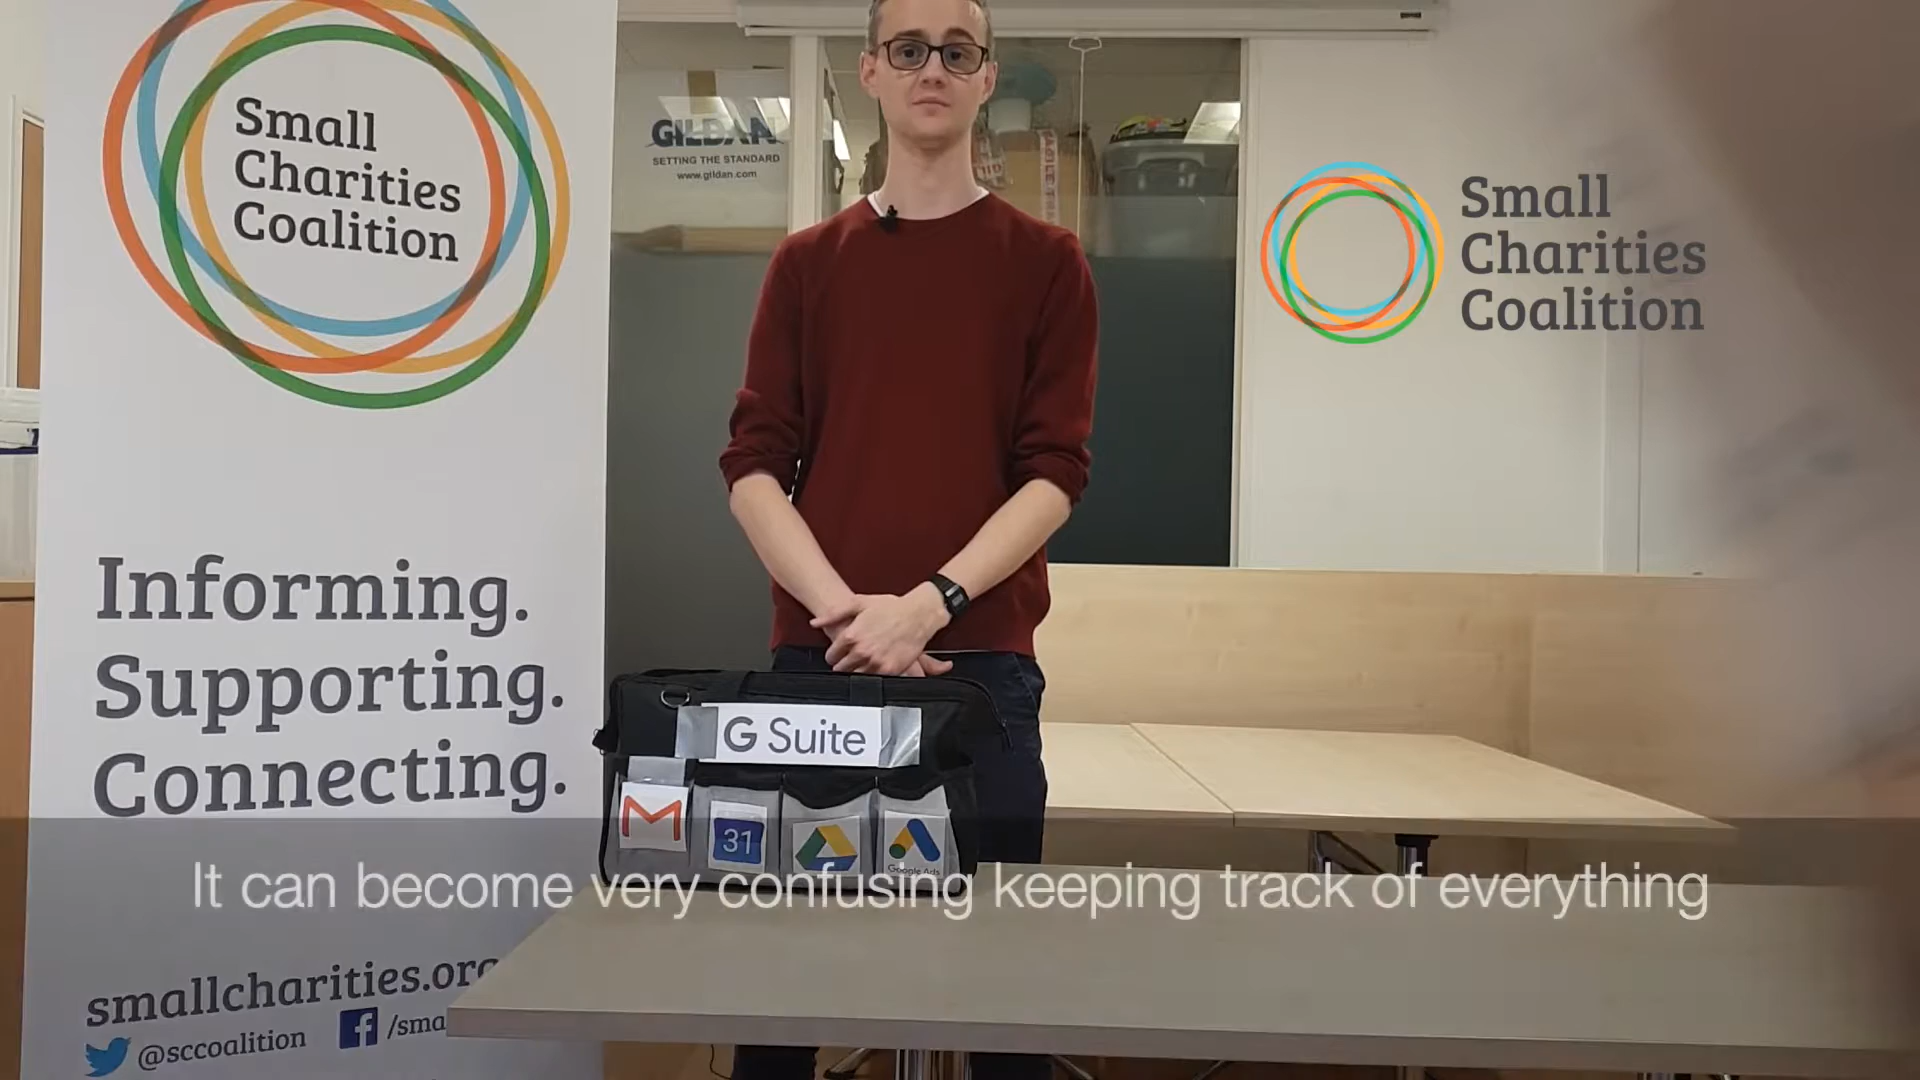 Small
Charities
Coalition
Informing.
Supporting.
Connecting.
smallcharities.org
@sccoalition
/sma
GILDAN
SETTING THE STANDARD
www.gildan.com
G Suite
31
Google Ads
Small
Charities
Coalition
It can become very confusing keeping track of everything